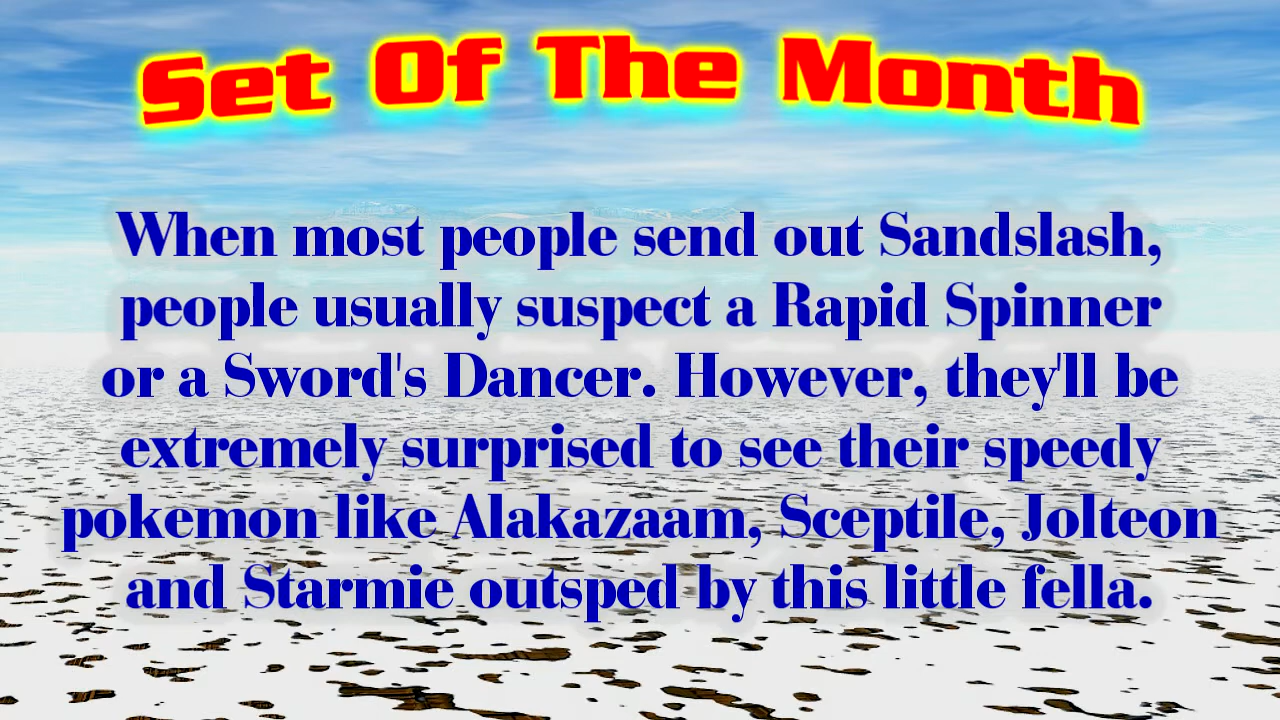 Set Of The Month
When most people send out Sandslash,
people usually suspect a Rapid Spinner
or a Sword's Dancer. However, they'll be
extremely surprised to see their speedy
pokemon like Alakazaam, Sceptile, Jolteon
and Starmie outsped by this little fella.